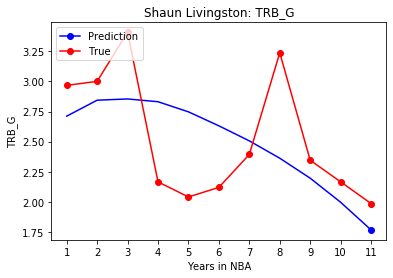 Shaun Livingston: TRB_G
Prediction
True
TRB_G
3.25
3.00
2.75
2.50
2.25
2.00
1.75
1 2 3 4 5 6 7 8 9 10 11
Years in NBA